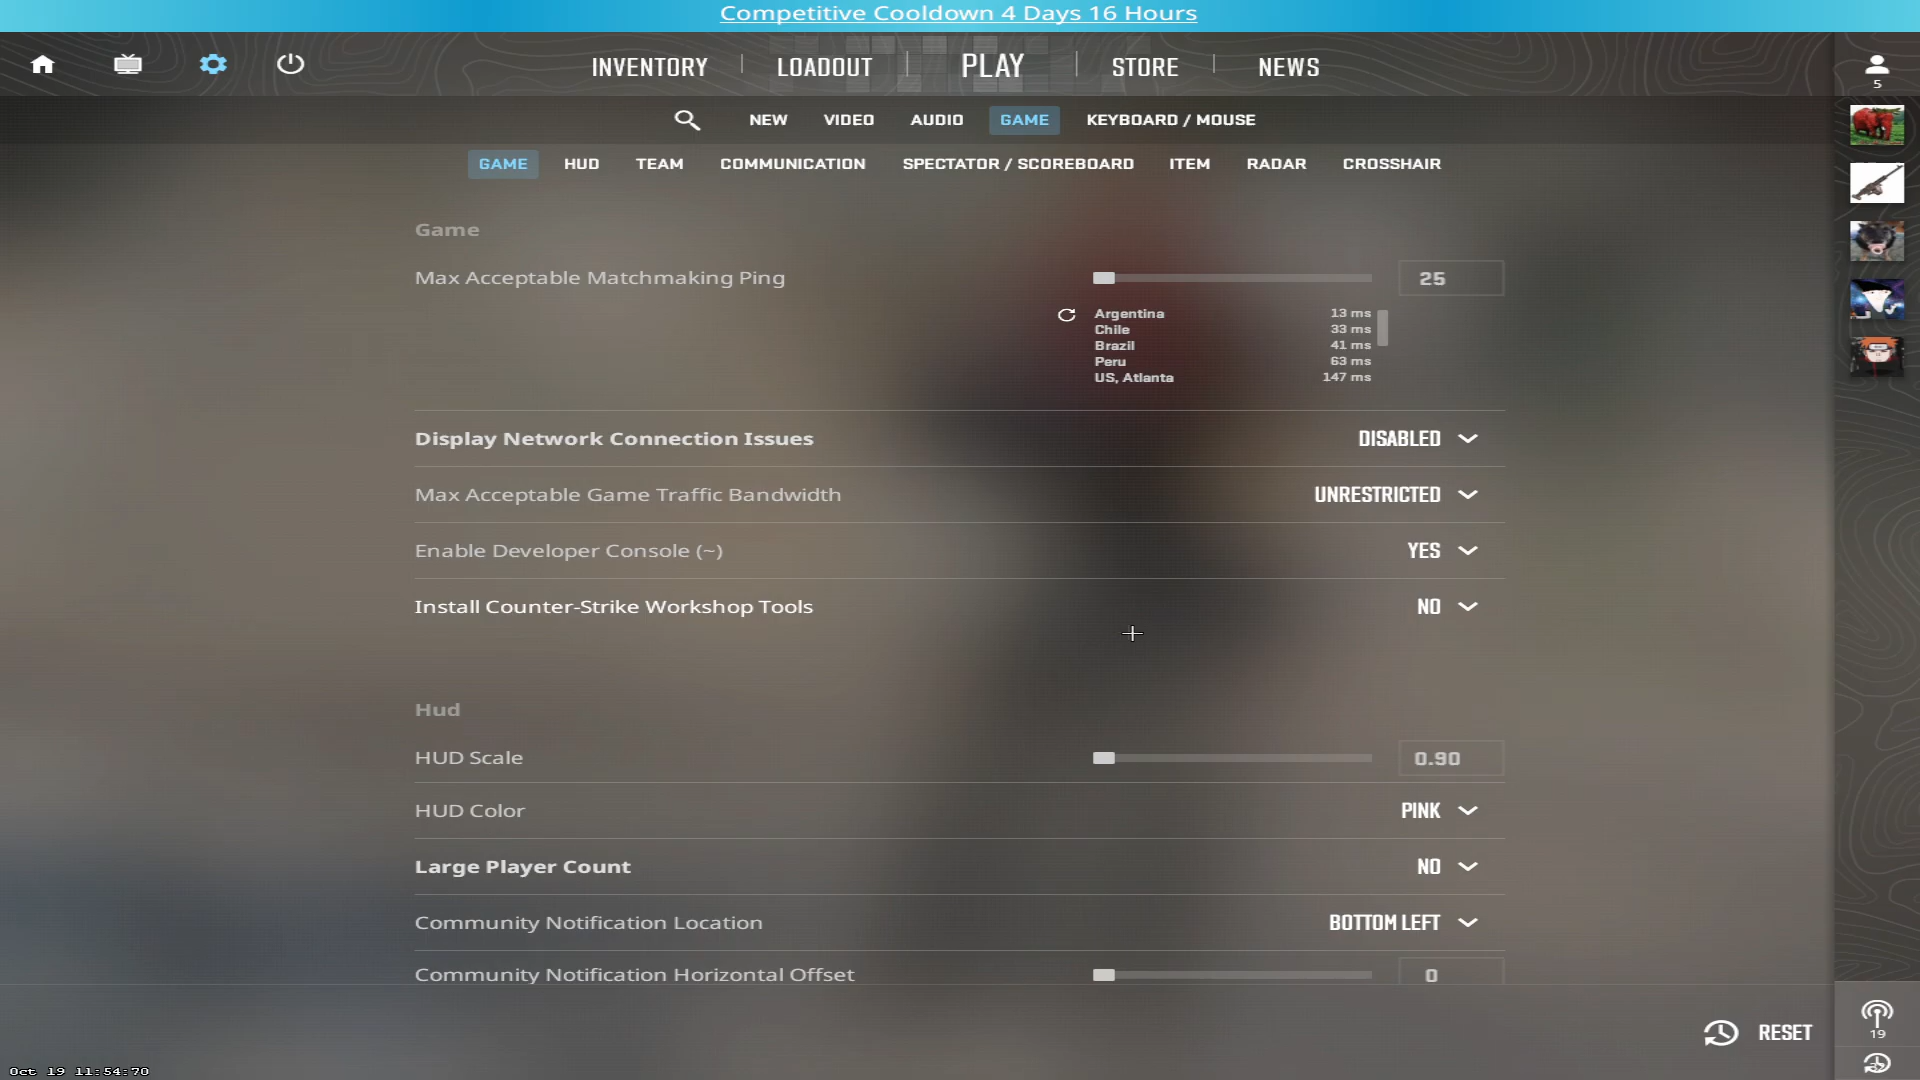 Competitive Cooldown 4 Days 16 Hours
INVENTORY LOADOUT PLAY STORE NEWS
5
NEW VIDEO AUDIO GAME KEYBOARD / MOUSE
GAME HUD TEAM COMMUNICATION SPECTATOR / SCOREBOARD ITEM RADAR CROSSHAIR
Game
Max Acceptable Matchmaking Ping 25
Argentina 13 ms
Chile 33 ms
Brazil 41 ms
Peru 63 ms
US, Atlanta 147 ms
Display Network Connection Issues DISABLED
Max Acceptable Game Traffic Bandwidth UNRESTRICTED
Enable Developer Console (~) YES
Install Counter-Strike Workshop Tools NO
Hud
HUD Scale 0.90
HUD Color PINK
Large Player Count NO
Community Notification Location BOTTOM LEFT
Community Notification Horizontal Offset 0
RESET
19
Oct 19 11:54:70